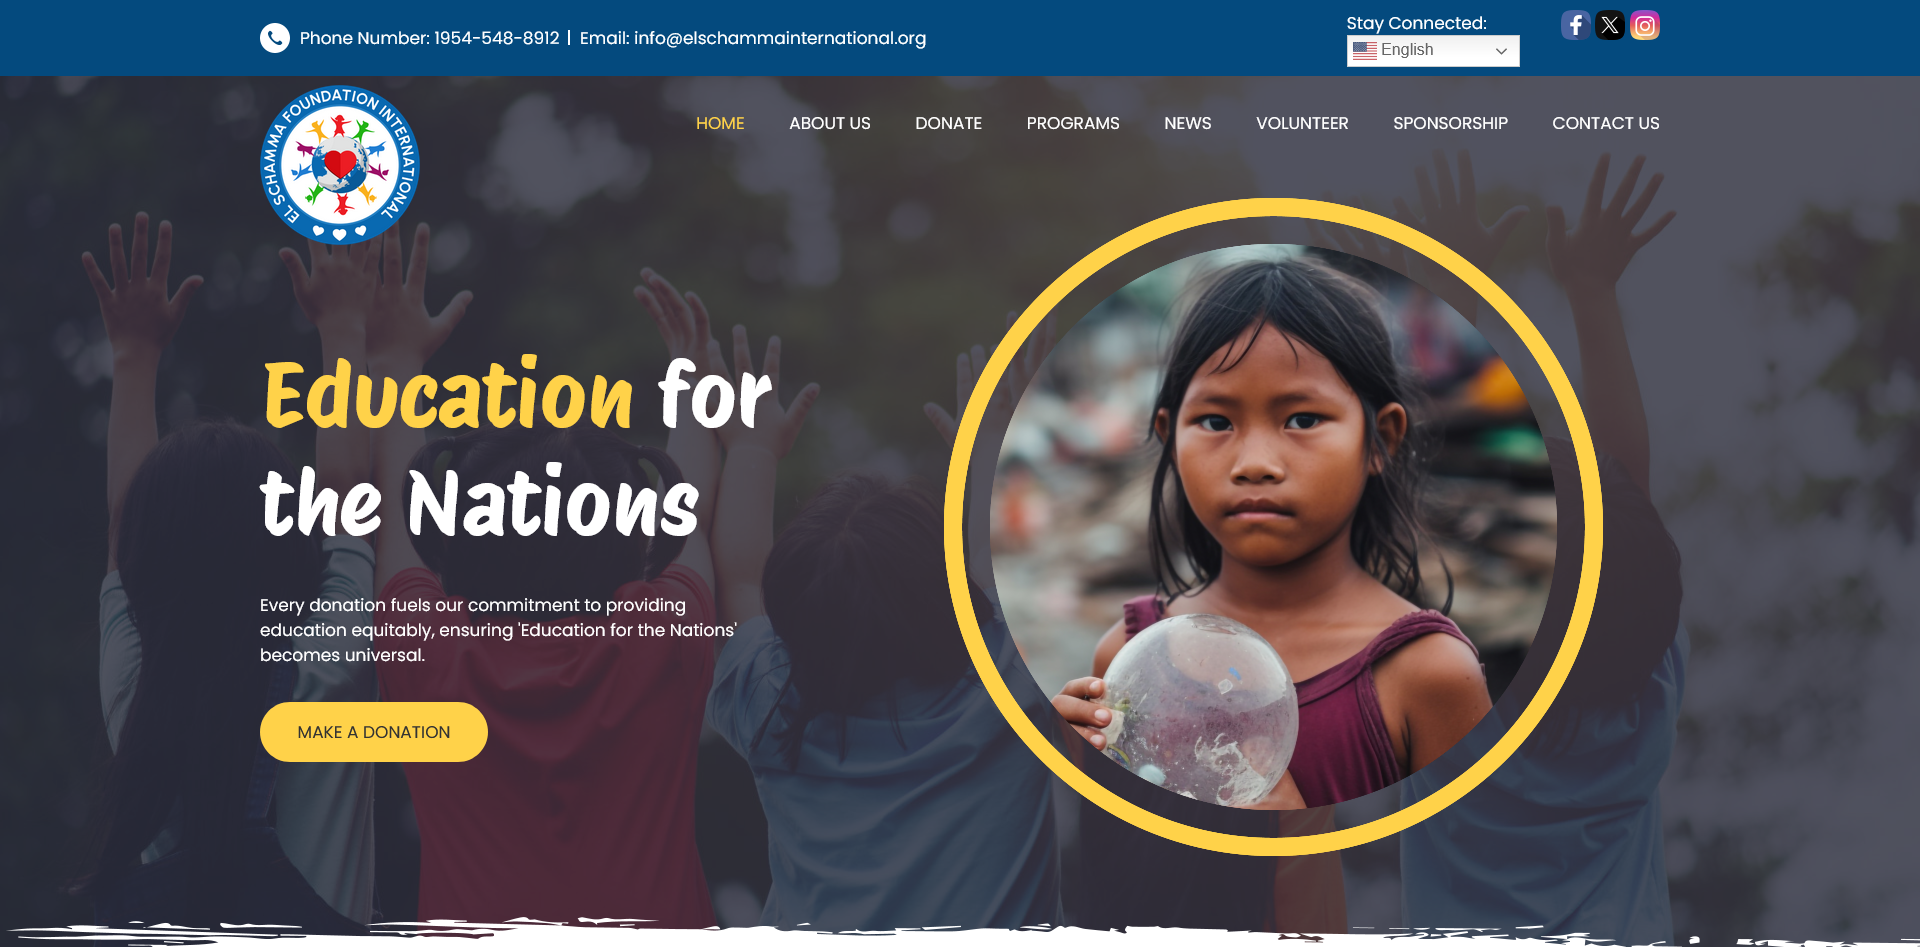 Phone Number: 1954-548-8912 | Email: info@elschammainternational.org
Stay Connected:
English
EL SCHAMMA FOUNDATION INTERNATIONAL
HOME ABOUT US DONATE PROGRAMS NEWS VOLUNTEER SPONSORSHIP CONTACT US
Education for
the Nations
Every donation fuels our commitment to providing
education equitably, ensuring 'Education for the Nations'
becomes universal.
MAKE A DONATION